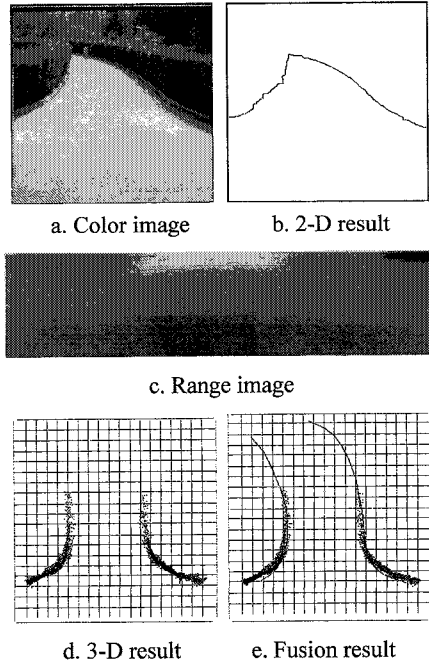 a. Color image
b. 2-D result
c. Range image
d. 3-D result
e. Fusion result